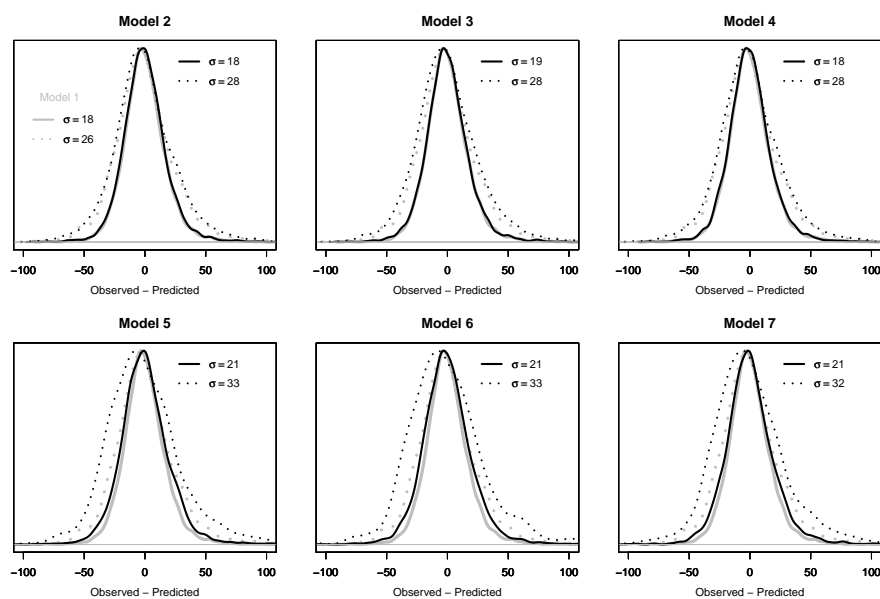 Model 2
σ = 18
σ = 28
Model 1
σ = 18
σ = 26
−100 −50 0 50 100
Observed − Predicted
Model 3
σ = 19
σ = 28
−100 −50 0 50 100
Observed − Predicted
Model 4
σ = 18
σ = 28
−100 −50 0 50 100
Observed − Predicted
Model 5
σ = 21
σ = 33
−100 −50 0 50 100
Observed − Predicted
Model 6
σ = 21
σ = 33
−100 −50 0 50 100
Observed − Predicted
Model 7
σ = 21
σ = 32
−100 −50 0 50 100
Observed − Predicted